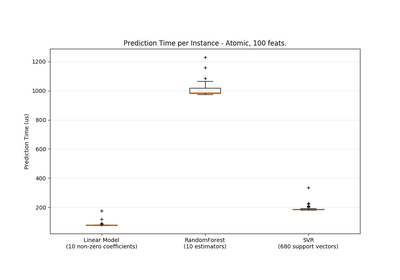 Prediction Time per Instance - Atomic, 100 feats.
Prediction Time (us)
1200
1000
800
600
400
200
Linear Model
(10 non-zero coefficients)
RandomForest
(10 estimators)
SVR
(680 support vectors)